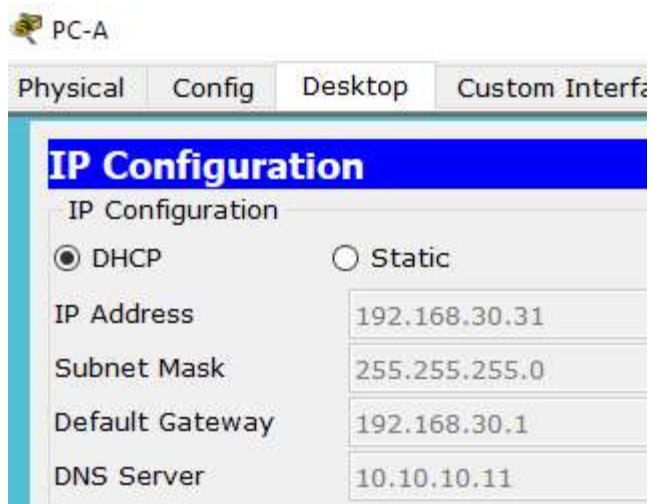 PC-A
Physical Config Desktop Custom Interfa
IP Configuration
IP Configuration
DHCP Static
IP Address 192.168.30.31
Subnet Mask 255.255.255.0
Default Gateway 192.168.30.1
DNS Server 10.10.10.11